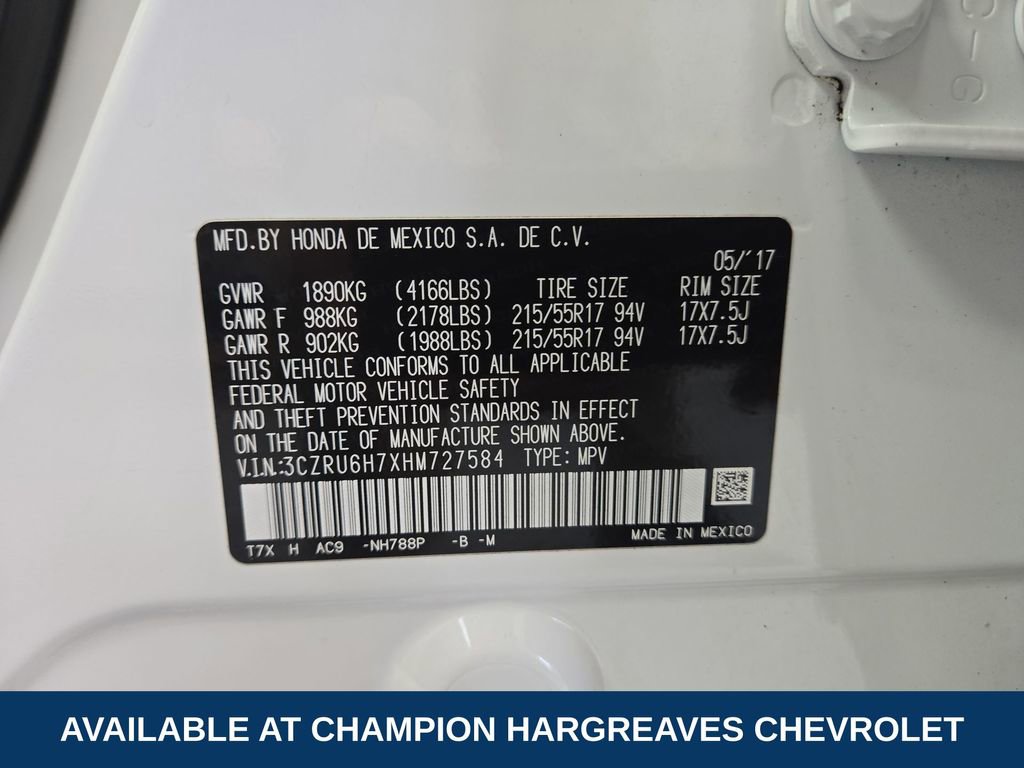 C-G
MFD.BY HONDA DE MEXICO S.A. DE C.V.
05/'17
GVWR 1890KG (4166LBS) TIRE SIZE RIM SIZE
GAWR F 988KG (2178LBS) 215/55R17 94V 17X7.5J
GAWR R 902KG (1988LBS) 215/55R17 94V 17X7.5J
THIS VEHICLE CONFORMS TO ALL APPLICABLE
FEDERAL MOTOR VEHICLE SAFETY
AND THEFT PREVENTION STANDARDS IN EFFECT
ON THE DATE OF MANUFACTURE SHOWN ABOVE.
V.I.N.:3CZRU6H7XHM727584 TYPE: MPV
T7X H AC9 -NH788P -B -M MADE IN MEXICO
AVAILABLE AT CHAMPION HARGREAVES CHEVROLET